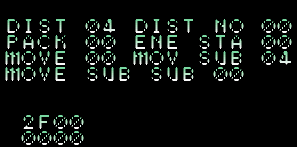 DIST 04 DIST NO 00
PACK 00 ENE STA 00
MOVE 00 MOV SUB 04
MOVE SUB SUB 00
2F00
0000